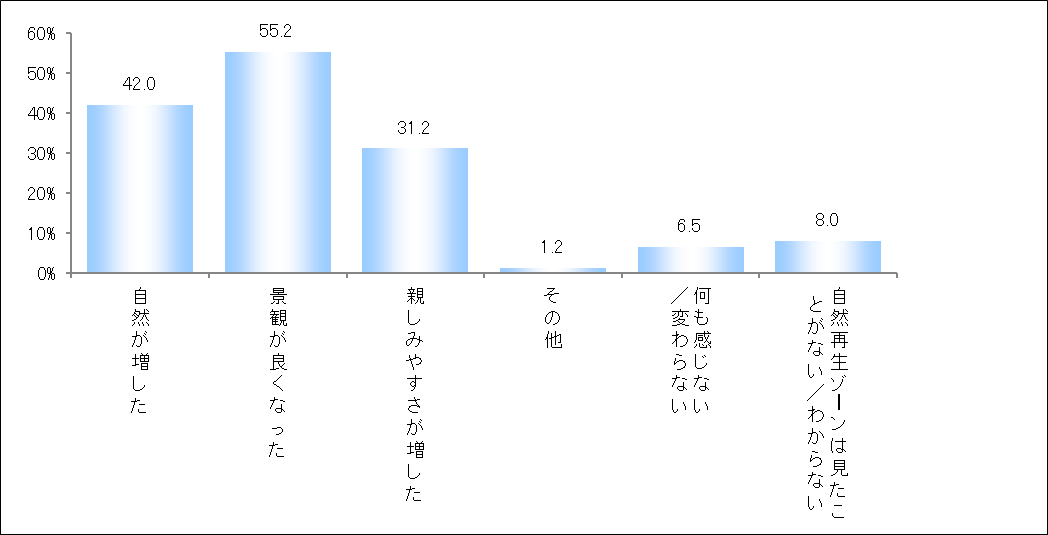 60%
50%
40%
30%
20%
10%
0%
42.0
55.2
31.2
1.2
6.5
8.0
自然が増した
景観が良くなった
親しみやすさが増した
その他
何も感じない
／変わらない
自然再生ゾーンは見たこ
とがない／わからない